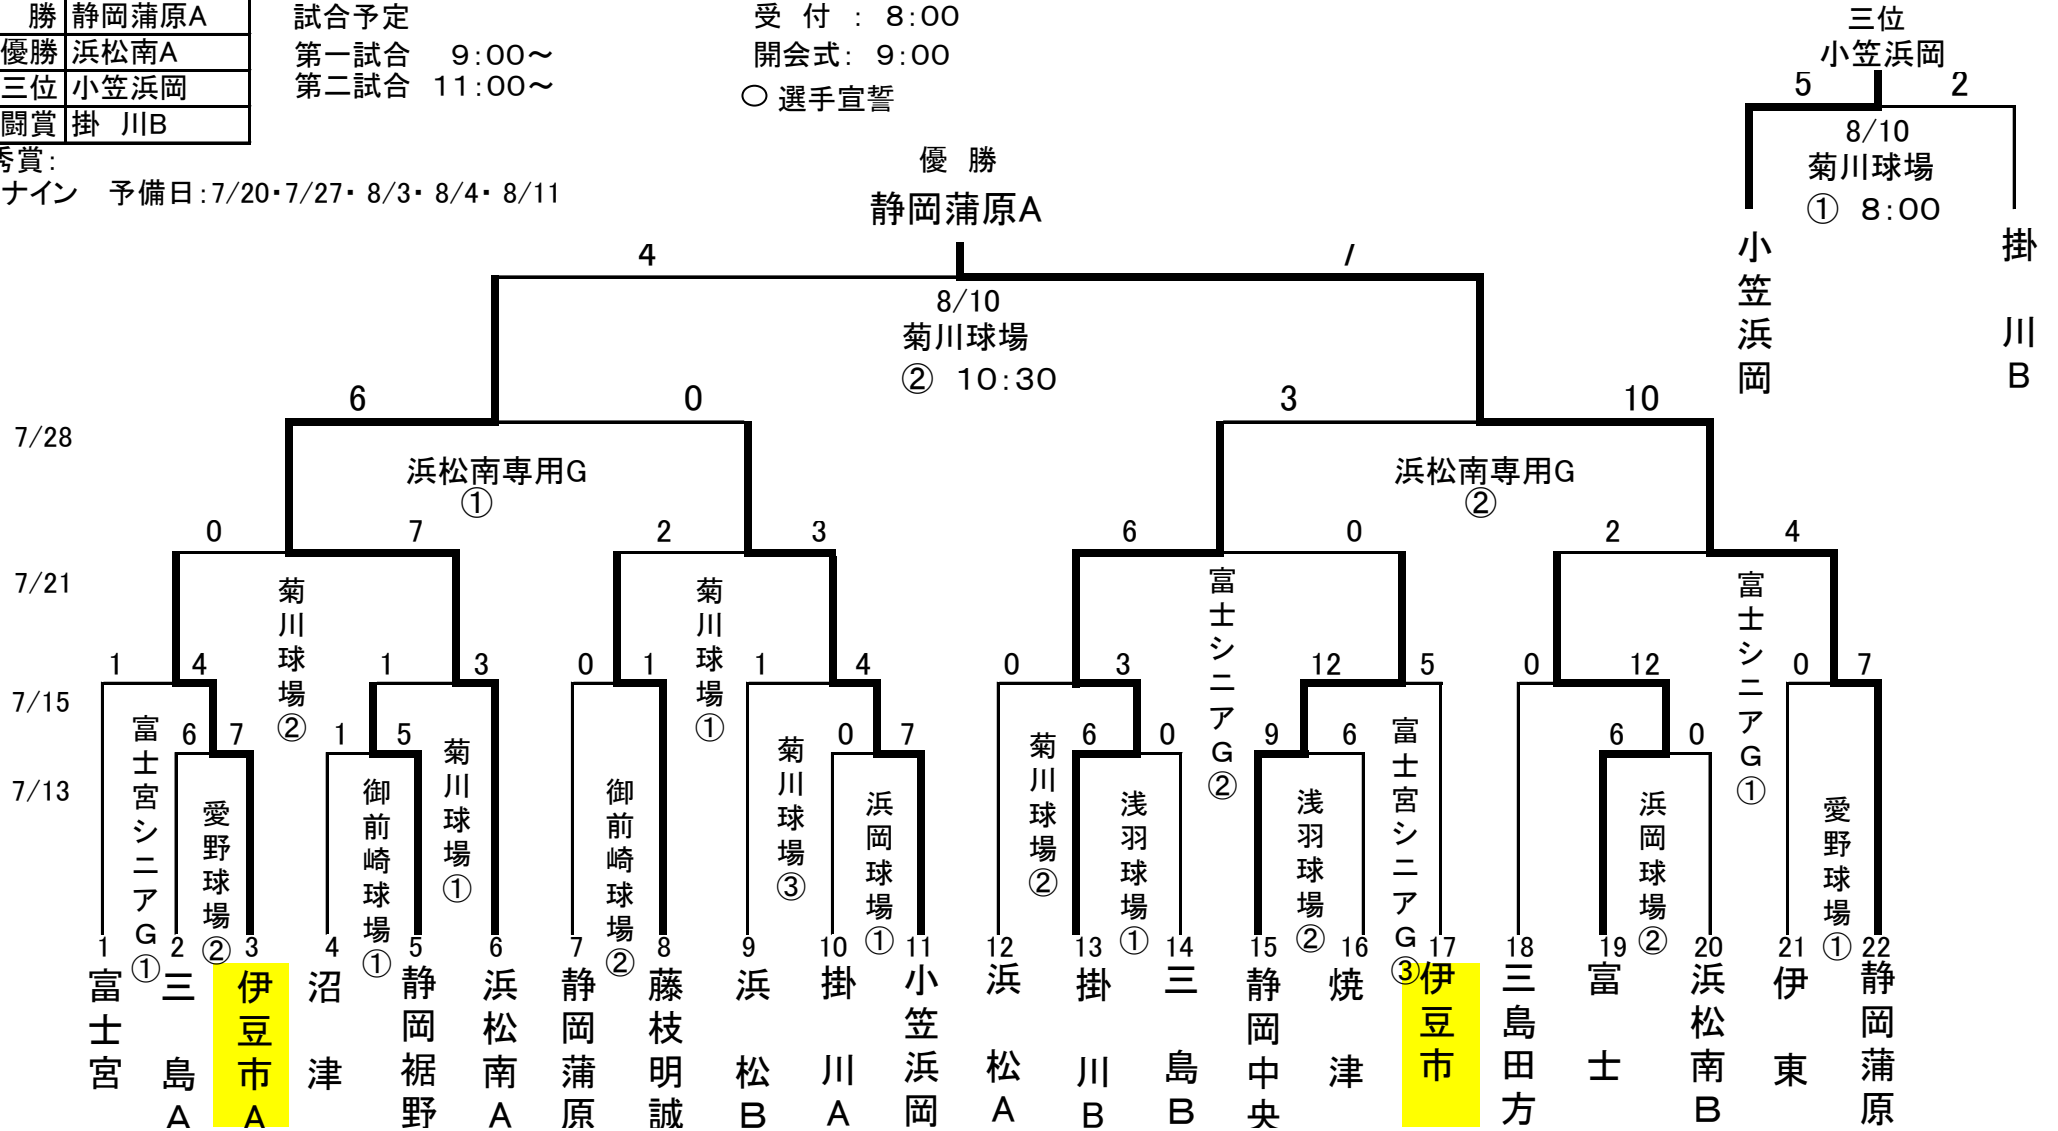 勝 静岡蒲原A
優勝 浜松南A
三位 小笠浜岡
闘賞 掛 川B
秀賞:
ナイン 予備日:7/20・7/27・ 8/3・ 8/4・ 8/11
試合予定
第一試合 9:00～
第二試合 11:00～
受 付 : 8:00
開会式: 9:00
○ 選手宣誓
三位
小笠浜岡
5 2
8/10
菊川球場
① 8:00
小笠浜岡
掛川B
優 勝
静岡蒲原A
4
8/10
菊川球場
② 10:30
6 0 3 10
7/28
浜松南専用G
①
浜松南専用G
②
0 7 2 3 6 0 2 4
7/21
菊川球場②
菊川球場①
富士シニアG②
富士シニアG①
1 4 1 3 0 1 1 4 0 3 12 5 0 12 0 7
7/15
富士宮シニアG①
菊川球場①
御前崎球場②
菊川球場③
菊川球場②
富士宮シニアG③
愛野球場①
6 7 1 5 0 7 6 0 9 6 6 0
7/13
愛野球場②
御前崎球場①
浜岡球場①
浅羽球場①
浅羽球場②
浜岡球場②
1 2 3 4 5 6 7 8 9 10 11 12 13 14 15 16 17 18 19 20 21 22
富士宮
三島A
伊豆市A
沼津
静岡裾野
浜松南A
静岡蒲原
藤枝明誠
浜松B
掛川A
小笠浜岡
浜松A
掛川B
三島B
静岡中央
焼津
伊豆市
三島田方
富士
浜松南B
伊東
静岡蒲原